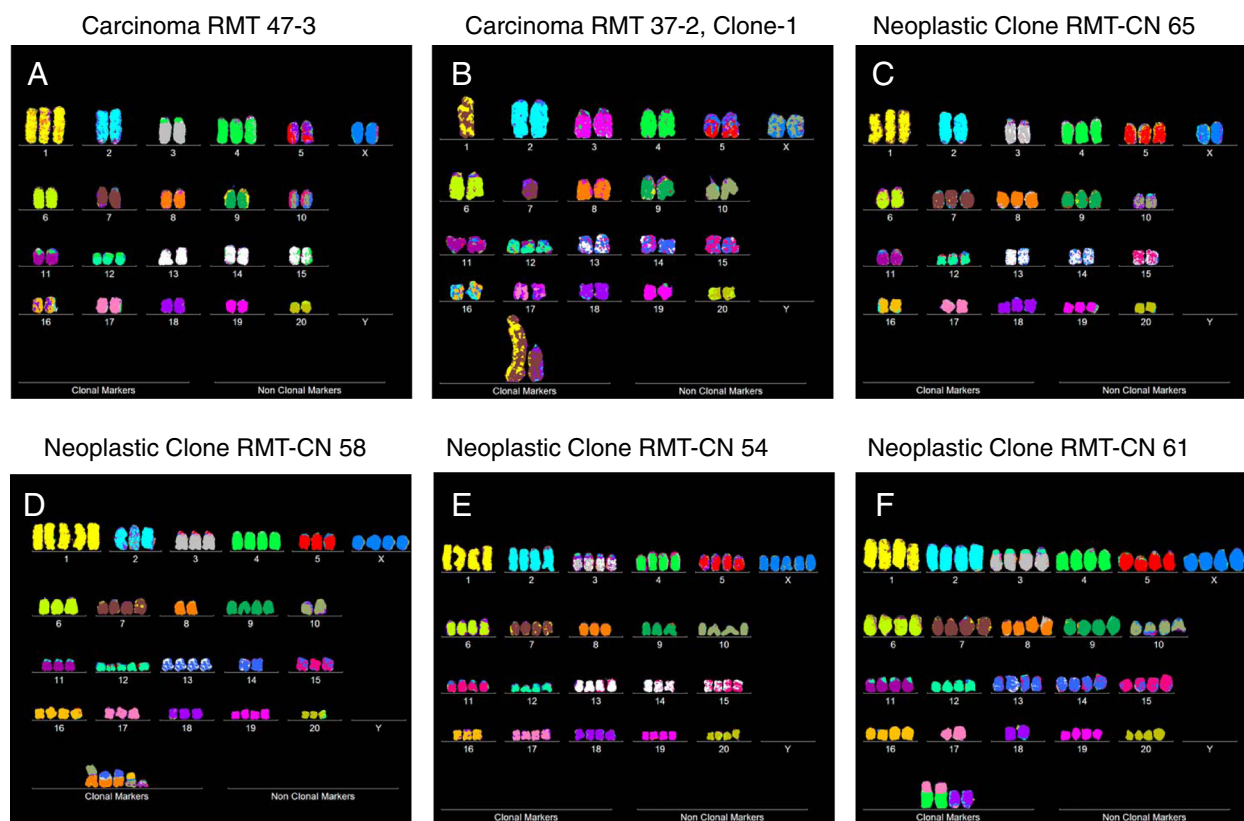 Carcinoma RMT 47-3
Carcinoma RMT 37-2, Clone-1
Neoplastic Clone RMT-CN 65
A
1 2 3 4 5 X
6 7 8 9 10
11 12 13 14 15
16 17 18 19 20 Y
Clonal Markers Non Clonal Markers
B
1 2 3 4 5 X
6 7 8 9 10
11 12 13 14 15
16 17 18 19 20 Y
Clonal Markers Non Clonal Markers
C
1 2 3 4 5 X
6 7 8 9 10
11 12 13 14 15
16 17 18 19 20 Y
Clonal Markers Non Clonal Markers
Neoplastic Clone RMT-CN 58
Neoplastic Clone RMT-CN 54
Neoplastic Clone RMT-CN 61
D
1 2 3 4 5 X
6 7 8 9 10
11 12 13 14 15
16 17 18 19 20 Y
Clonal Markers Non Clonal Markers
E
1 2 3 4 5 X
6 7 8 9 10
11 12 13 14 15
16 17 18 19 20 Y
Clonal Markers Non Clonal Markers
F
1 2 3 4 5 X
6 7 8 9 10
11 12 13 14 15
16 17 18 19 20 Y
Clonal Markers Non Clonal Markers